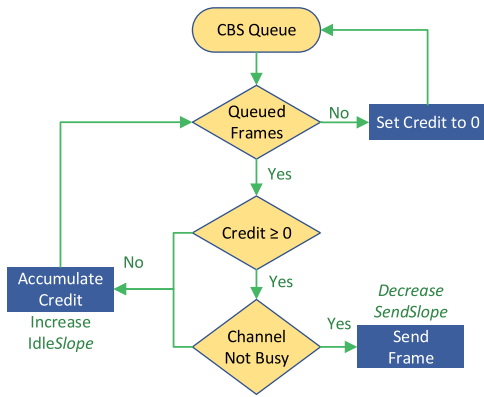 CBS Queue
Queued
Frames
No
Set Credit to 0
Yes
Credit ≥ 0
No
Yes
Accumulate
Credit
Increase
IdleSlope
Channel
Not Busy
Yes
Decrease
SendSlope
Send
Frame